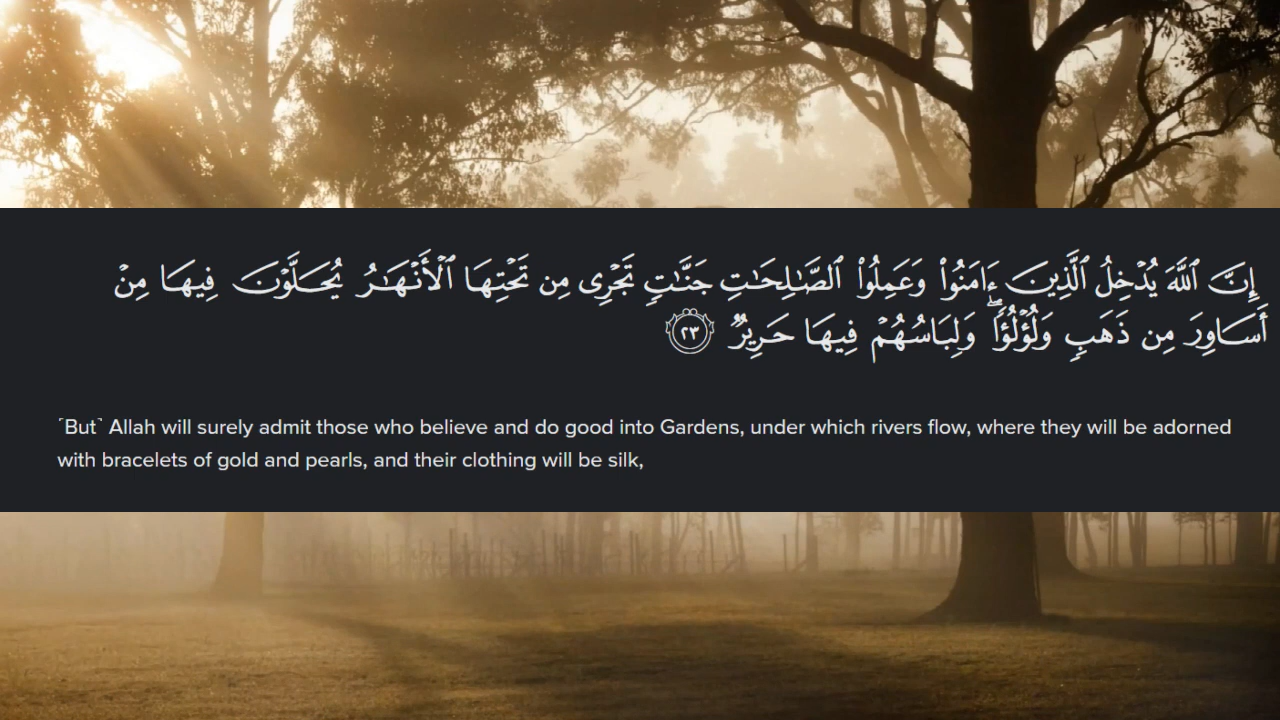 إِنَّ ٱللَّهَ يُدْخِلُ ٱلَّذِينَ ءَامَنُوا۟ وَعَمِلُوا۟ ٱلصَّـٰلِحَـٰتِ جَنَّـٰتٍ تَجْرِى مِن تَحْتِهَا ٱلْأَنْهَـٰرُ يُحَلَّوْنَ فِيهَا مِنْ
أَسَاوِرَ مِن ذَهَبٍ وَلُؤْلُؤًا ۖ وَلِبَاسُهُمْ فِيهَا حَرِيرٌ ٢٣
˹But˺ Allah will surely admit those who believe and do good into Gardens, under which rivers flow, where they will be adorned
with bracelets of gold and pearls, and their clothing will be silk,